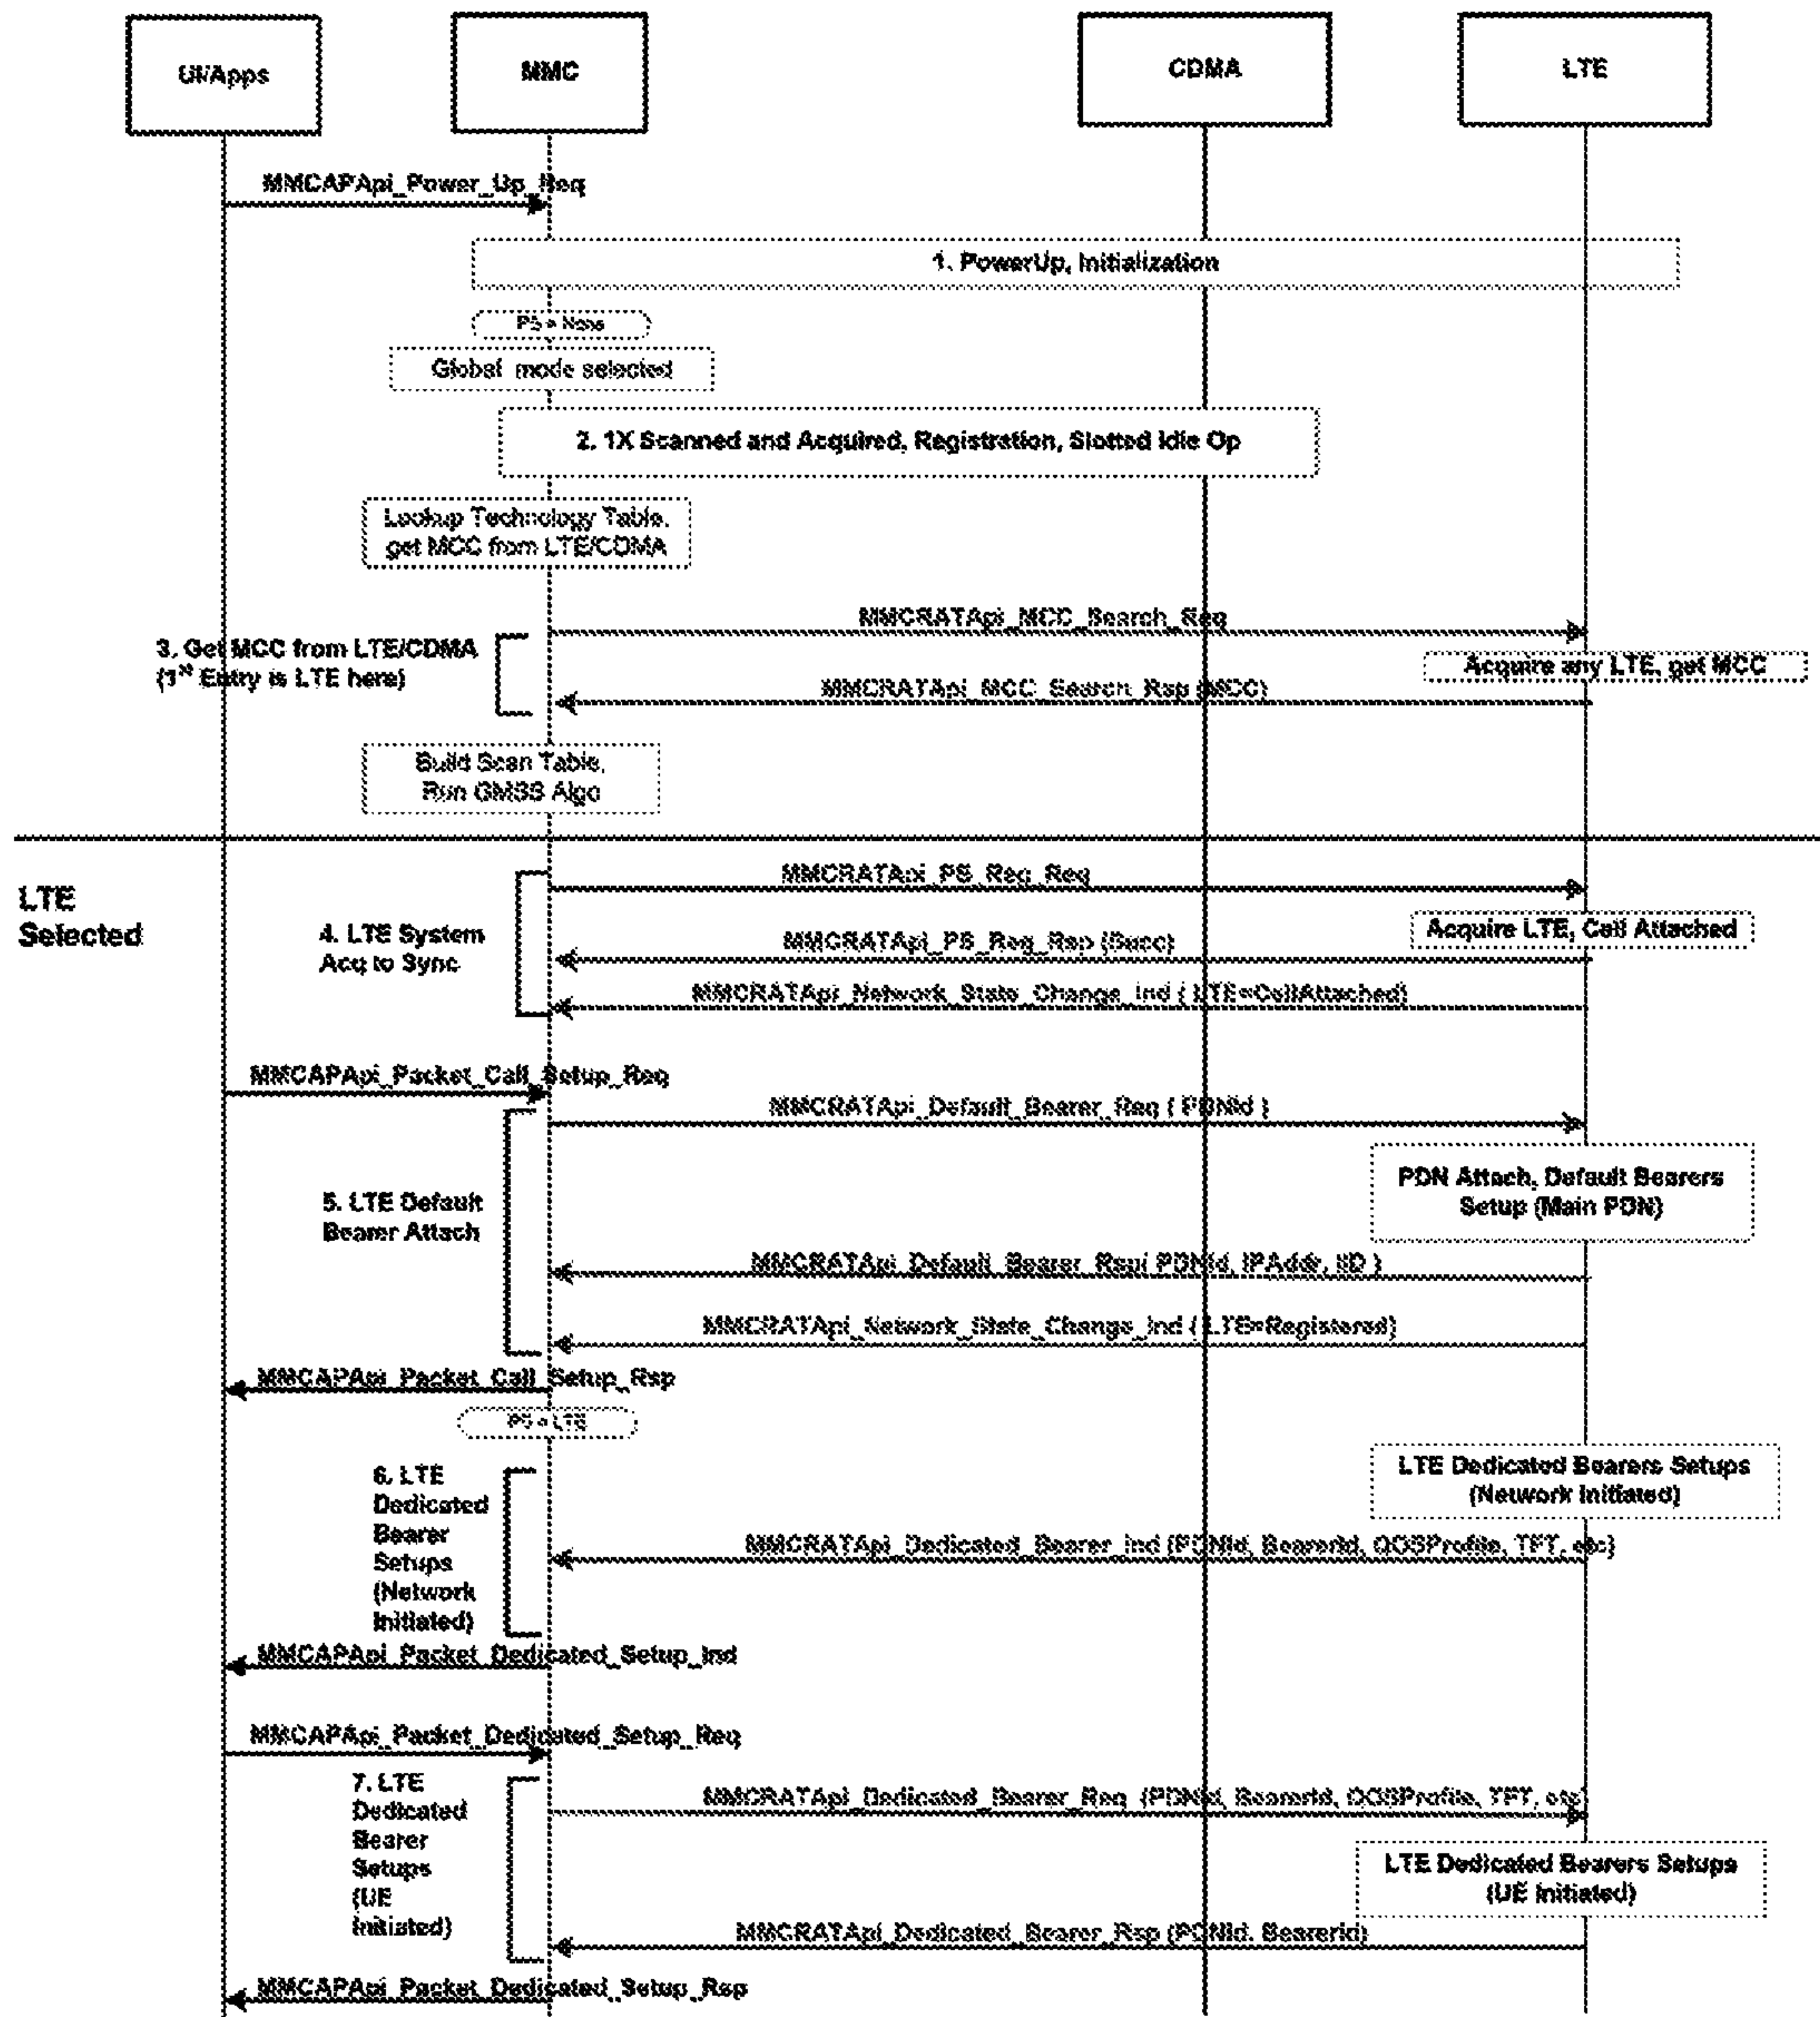 UI/Apps
MMC
CDMA
LTE
MMCAPApi_Power_Up_Req
1. PowerUp, Initialization
PS = None
Global mode selected
2. 1X Scanned and Acquired, Registration, Slotted Idle Op
Lookup Technology Table,
get MCC from LTE/CDMA
MMCRATApi_MCC_Search_Req
3. Get MCC from LTE/CDMA
(1st Entry is LTE here)
Acquire any LTE, get MCC
MMCRATApi_MCC_Search_Rsp (MCC)
Build Scan Table,
Run GMSS Algo
LTE
Selected
MMCRATApi_PS_Reg_Req
4. LTE System
Acq to Sync
Acquire LTE, Cell Attached
MMCRATApi_PS_Reg_Rsp (Succ)
MMCRATApi_Network_State_Change_Ind ( LTE=CellAttached)
MMCAPApi_Packet_Call_Setup_Req
MMCRATApi_Default_Bearer_Req ( PDNId )
PDN Attach, Default Bearers
Setup (Main PDN)
5. LTE Default
Bearer Attach
MMCRATApi_Default_Bearer_Rsp( PDNId, IPAddr, IID )
MMCRATApi_Network_State_Change_Ind ( LTE=Registered)
MMCAPApi_Packet_Call_Setup_Rsp
PS = LTE
LTE Dedicated Bearers Setups
(Network Initiated)
6. LTE
Dedicated
Bearer
Setups
(Network
Initiated)
MMCRATApi_Dedicated_Bearer_Ind (PDNId, BearerId, QOSProfile, TFT, etc)
MMCAPApi_Packet_Dedicated_Setup_Ind
MMCAPApi_Packet_Dedicated_Setup_Req
7. LTE
Dedicated
Bearer
Setups
(UE
Initiated)
MMCRATApi_Dedicated_Bearer_Req (PDNId, BearerId, QOSProfile, TFT, etc)
LTE Dedicated Bearers Setups
(UE Initiated)
MMCRATApi_Dedicated_Bearer_Rsp (PDNId, BearerId)
MMCAPApi_Packet_Dedicated_Setup_Rsp